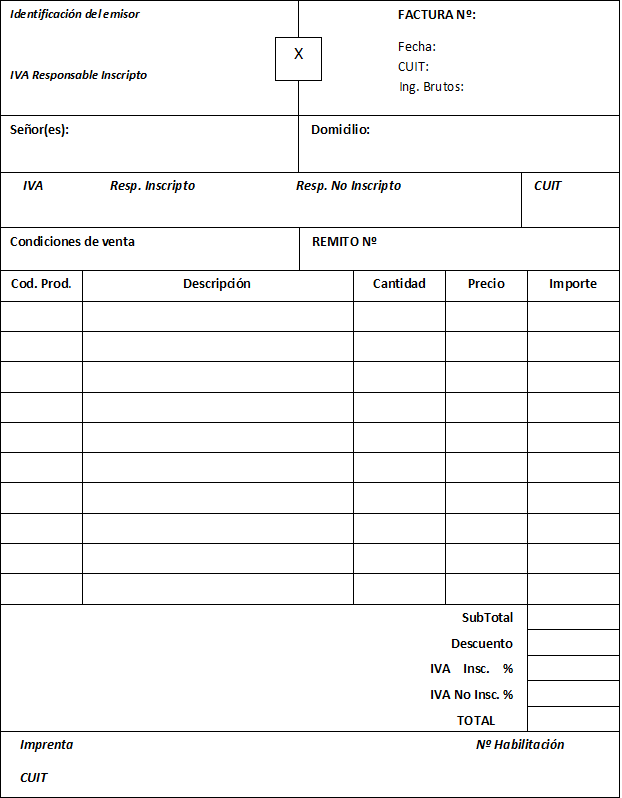 Identificación del emisor
FACTURA Nº:
X
Fecha:
CUIT:
IVA Responsable Inscripto
Ing. Brutos:
Señor(es):
Domicilio:
IVA Resp. Inscripto Resp. No Inscripto CUIT
Condiciones de venta
REMITO Nº
Cod. Prod. Descripción Cantidad Precio Importe
SubTotal
Descuento
IVA Insc. %
IVA No Insc. %
TOTAL
Imprenta
Nº Habilitación
CUIT